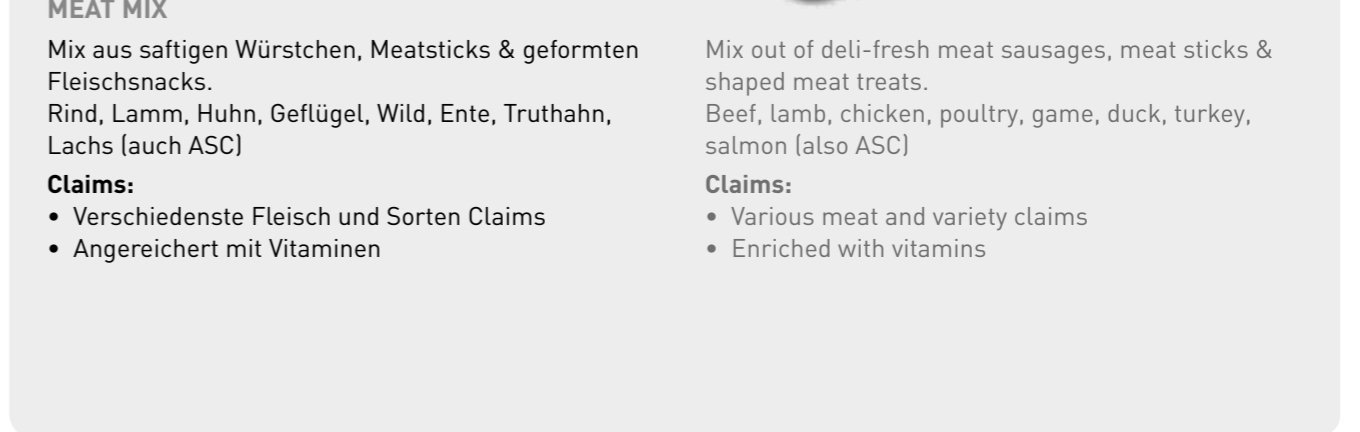 MEAT MIX
Mix aus saftigen Würstchen, Meatsticks & geformten
Fleischsnacks.
Rind, Lamm, Huhn, Geflügel, Wild, Ente, Truthahn,
Lachs (auch ASC)
Claims:
• Verschiedenste Fleisch und Sorten Claims
• Angereichert mit Vitaminen
Mix out of deli-fresh meat sausages, meat sticks &
shaped meat treats.
Beef, lamb, chicken, poultry, game, duck, turkey,
salmon (also ASC)
Claims:
• Various meat and variety claims
• Enriched with vitamins